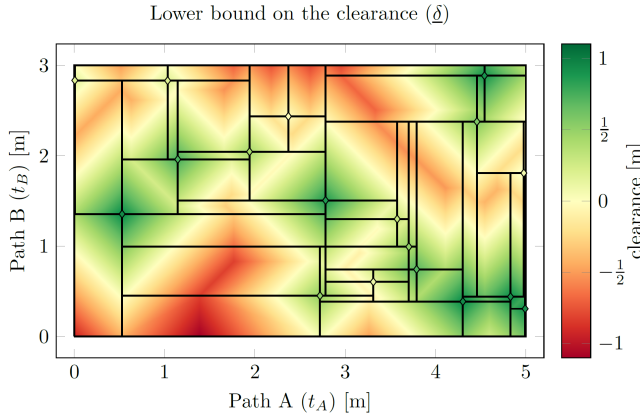 Lower bound on the clearance (δ)
3
2
1
0
Path B (t_B) [m]
0 1 2 3 4 5
Path A (t_A) [m]
1
1/2
0
−1/2
−1
clearance [m]